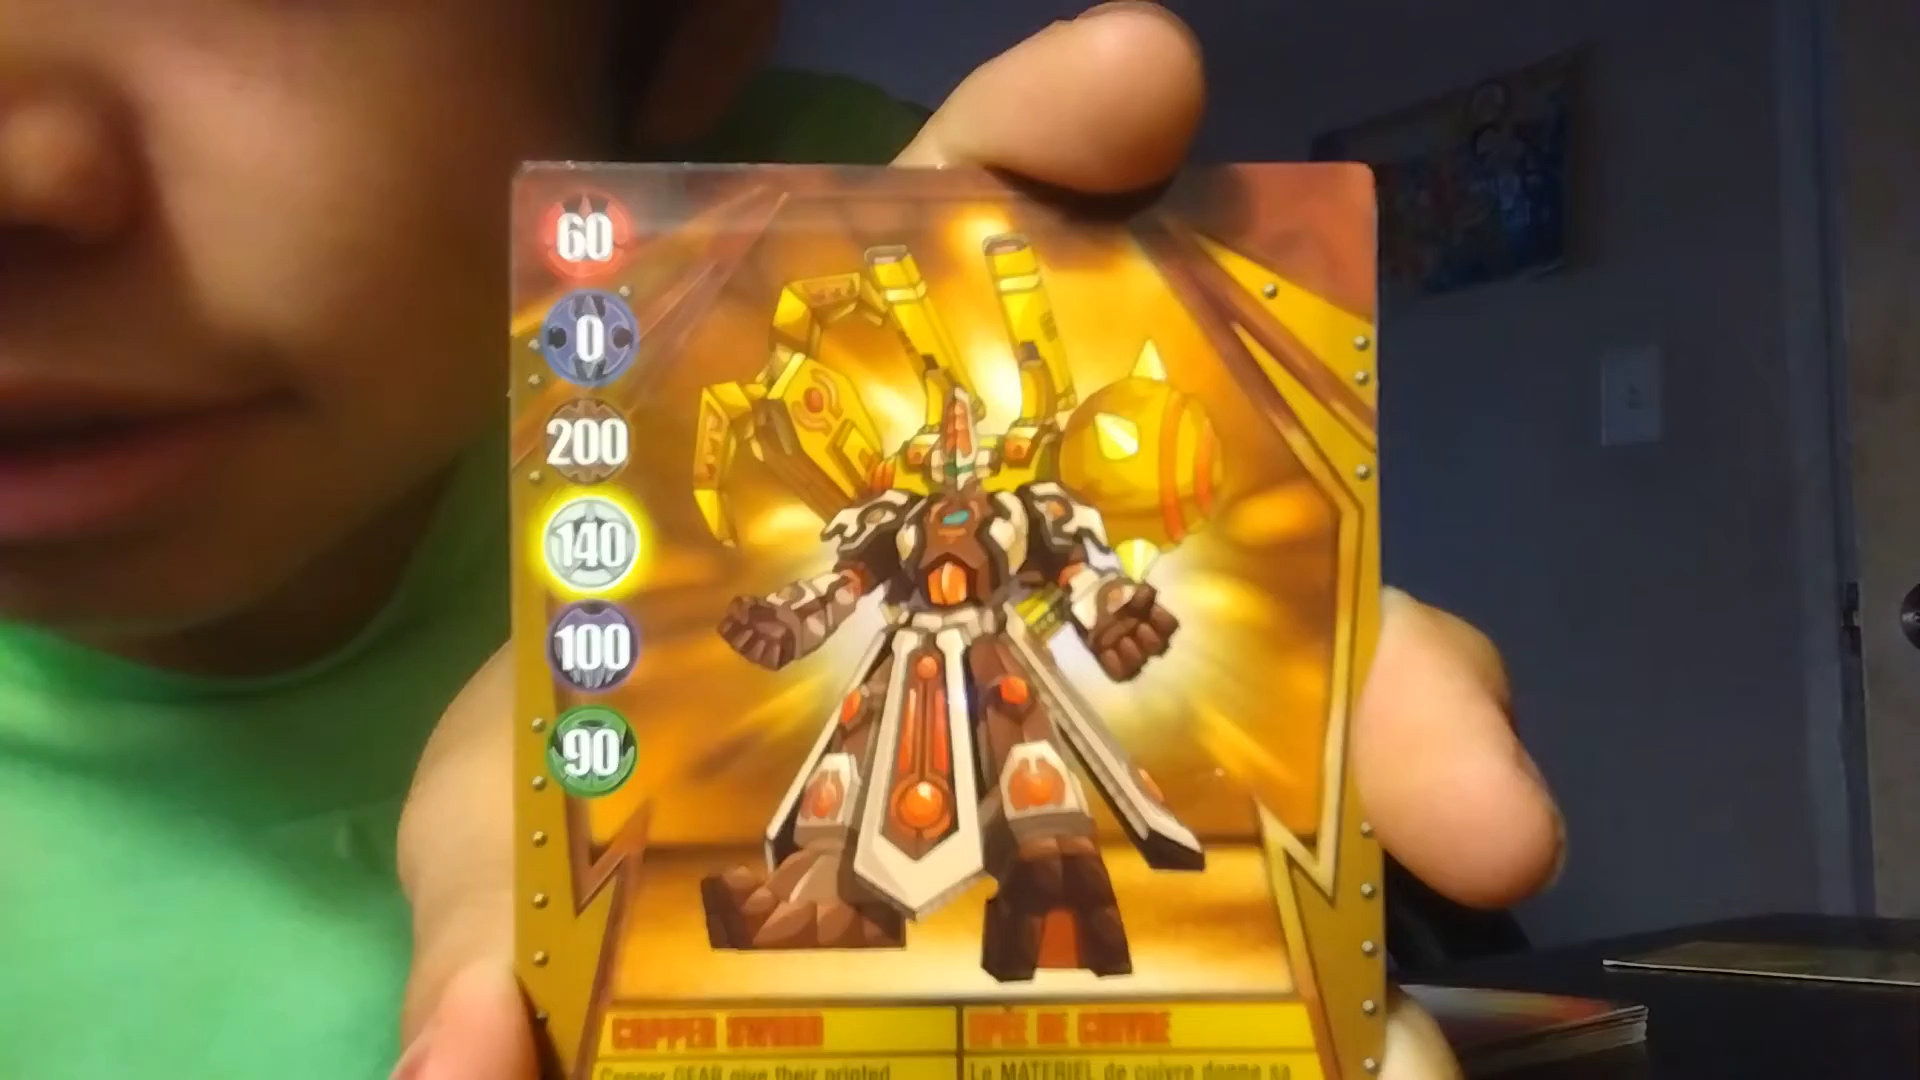 60
0
200
140
100
90
COPPER SWORD
ÉPÉE DE CUIVRE
Copper GEAR give their printed
Le MATERIEL de cuivre donne sa